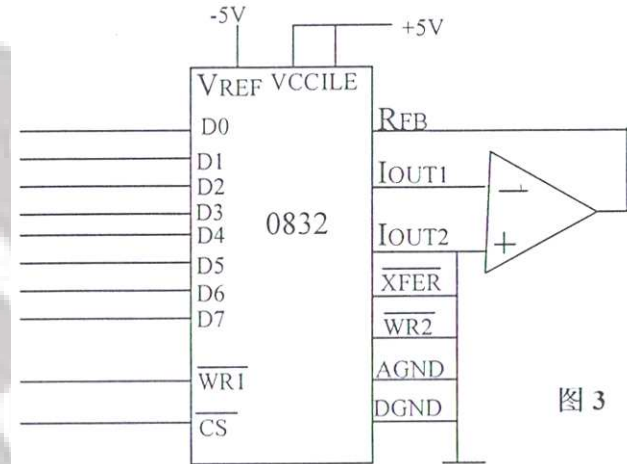 -5V
+5V
VREF VCCILE
D0
D1
D2
D3
D4
D5
D6
D7
WR1
CS
0832
RFB
IOUT1
IOUT2
XFER
WR2
AGND
DGND
-
+
图 3